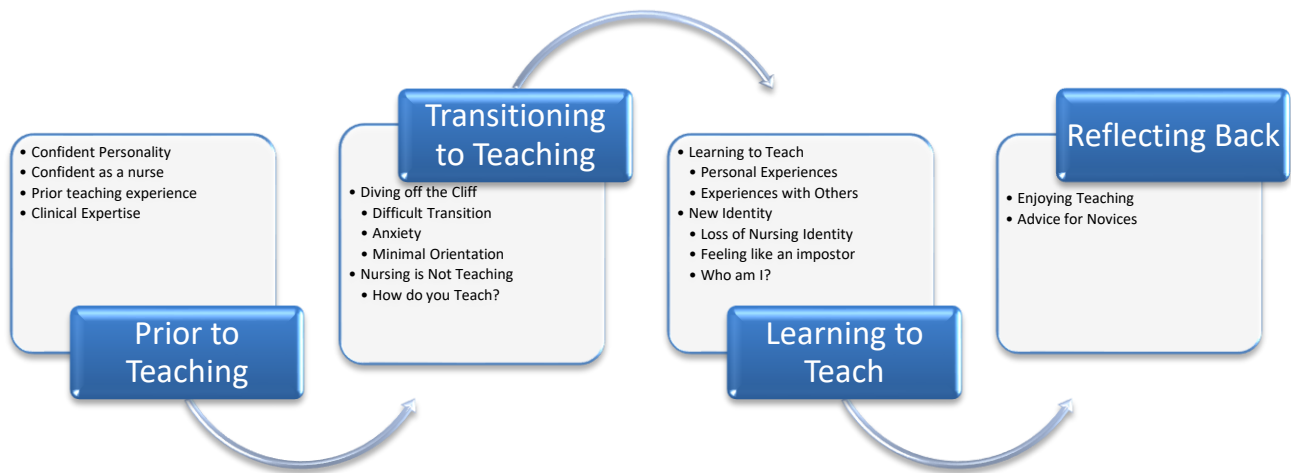 • Confident Personality
• Confident as a nurse
• Prior teaching experience
• Clinical Expertise
Prior to
Teaching
Transitioning
to Teaching
• Diving off the Cliff
• Difficult Transition
• Anxiety
• Minimal Orientation
• Nursing is Not Teaching
• How do you Teach?
• Learning to Teach
• Personal Experiences
• Experiences with Others
• New Identity
• Loss of Nursing Identity
• Feeling like an impostor
• Who am I?
Learning to
Teach
Reflecting Back
• Enjoying Teaching
• Advice for Novices